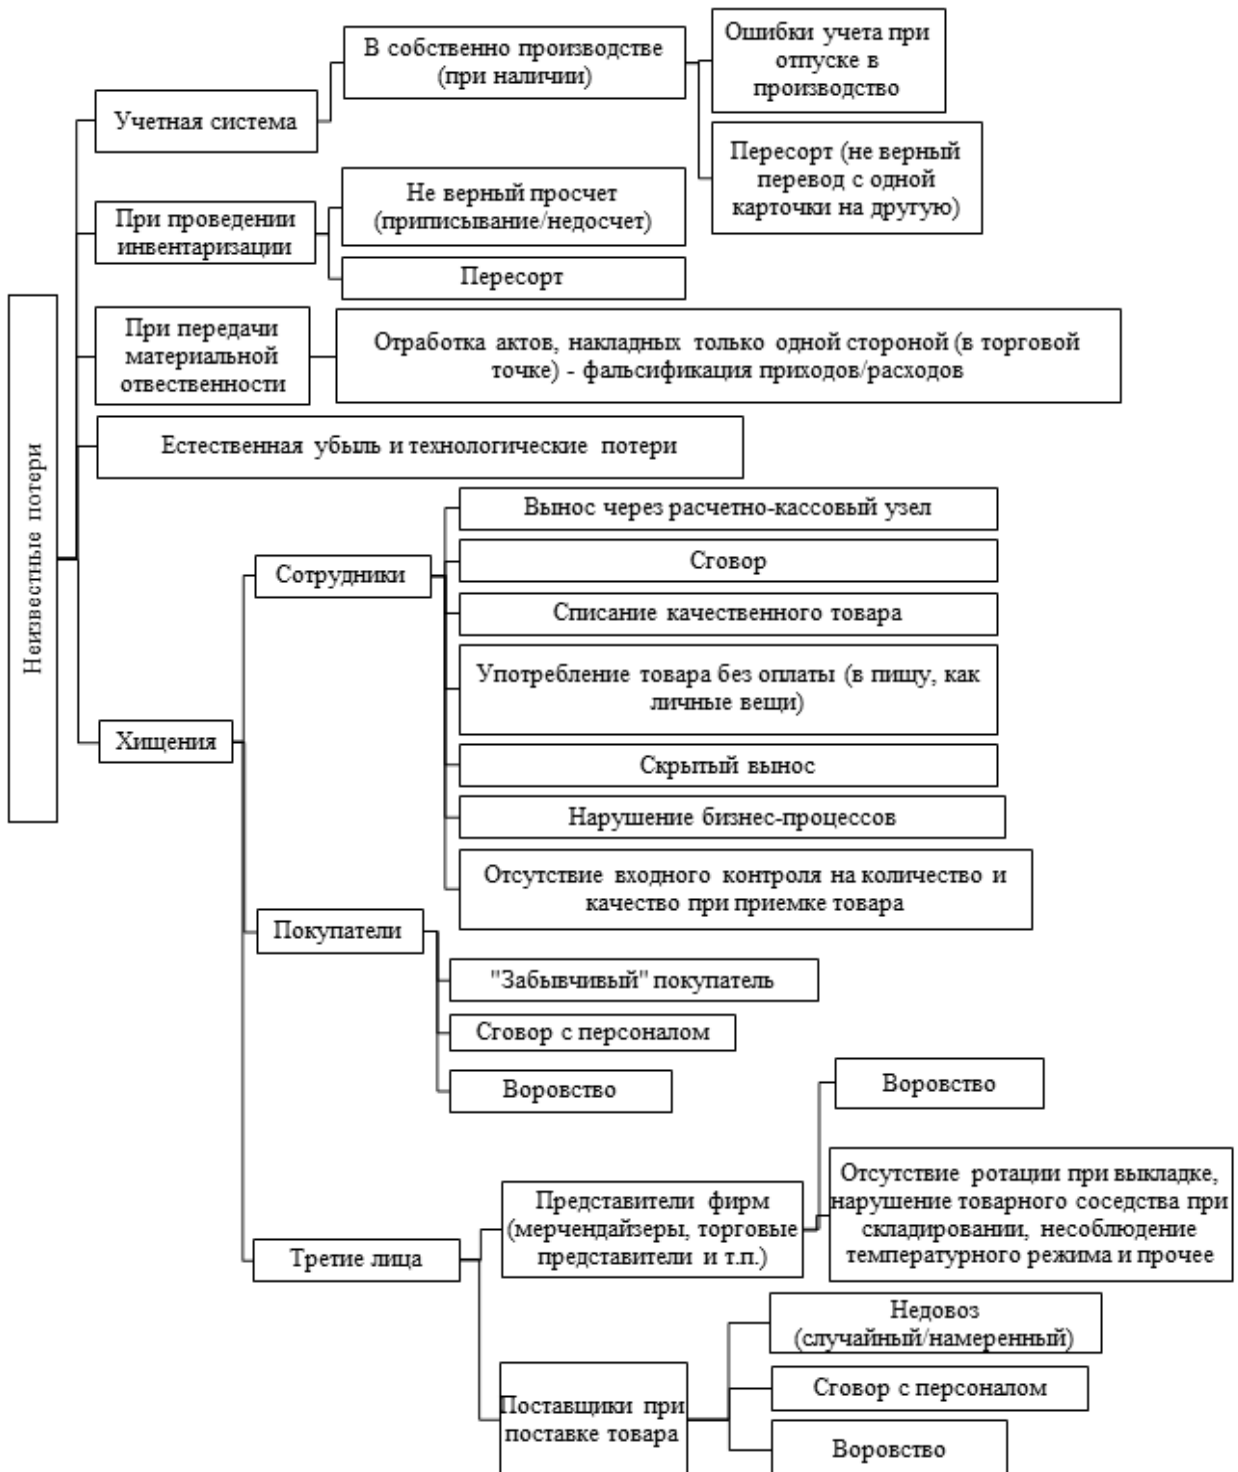 Неизвестные потери
Учетная система
В собственно производстве
(при наличии)
Ошибки учета при
отпуске в
производство
Пересорт (не верный
перевод с одной
карточки на другую)
При проведении
инвентаризации
Не верный просчет
(приписывание/недосчет)
Пересорт
При передачи
материальной
отвественности
Отработка актов, накладных только одной стороной (в торговой
точке) - фальсификация приходов/расходов
Естественная убыль и технологические потери
Хищения
Сотрудники
Вынос через расчетно-кассовый узел
Сговор
Списание качественного товара
Употребление товара без оплаты (в пищу, как
личные вещи)
Скрытый вынос
Нарушение бизнес-процессов
Отсутствие входного контроля на количество и
качество при приемке товара
Покупатели
"Забывчивый" покупатель
Сговор с персоналом
Воровство
Третие лица
Представители фирм
(мерчендайзеры, торговые
представители и т.п.)
Воровство
Отсутствие ротации при выкладке,
нарушение товарного соседства при
складировании, несоблюдение
температурного режима и прочее
Поставщики при
поставке товара
Недовоз
(случайный/намеренный)
Сговор с персоналом
Воровство